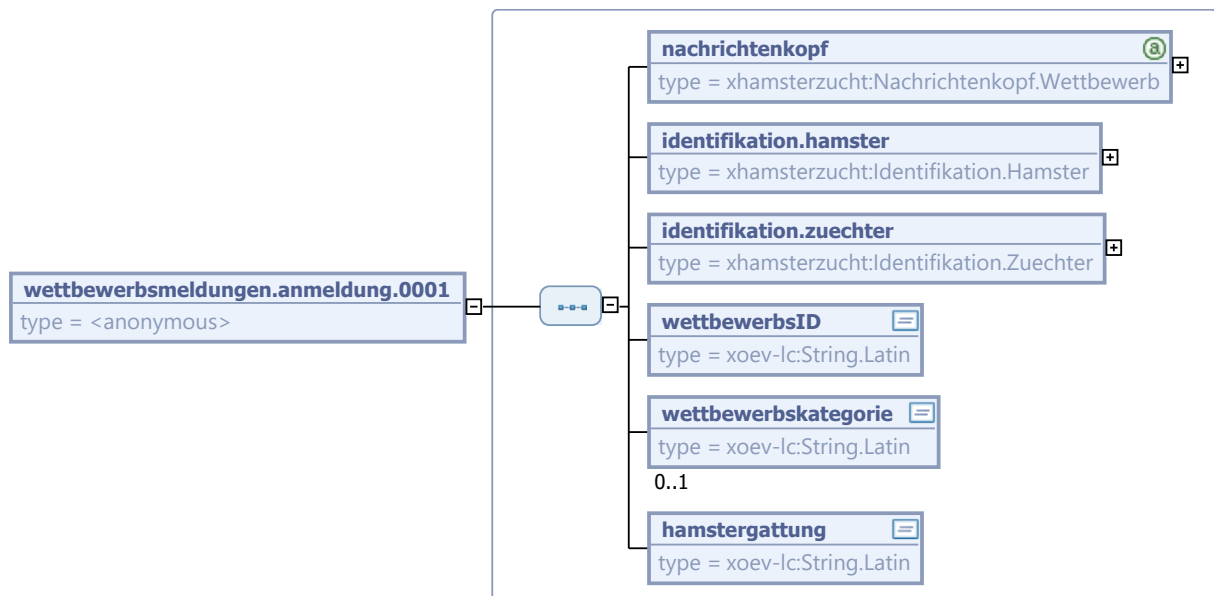 nachrichtenkopf
type = xhamsterzucht:Nachrichtenkopf.Wettbewerb
identifikation.hamster
type = xhamsterzucht:Identifikation.Hamster
identifikation.zuechter
type = xhamsterzucht:Identifikation.Zuechter
wettbewerbsmeldungen.anmeldung.0001
type = <anonymous>
wettbewerbsID
type = xoev-lc:String.Latin
wettbewerbskategorie
type = xoev-lc:String.Latin
0..1
hamstergattung
type = xoev-lc:String.Latin